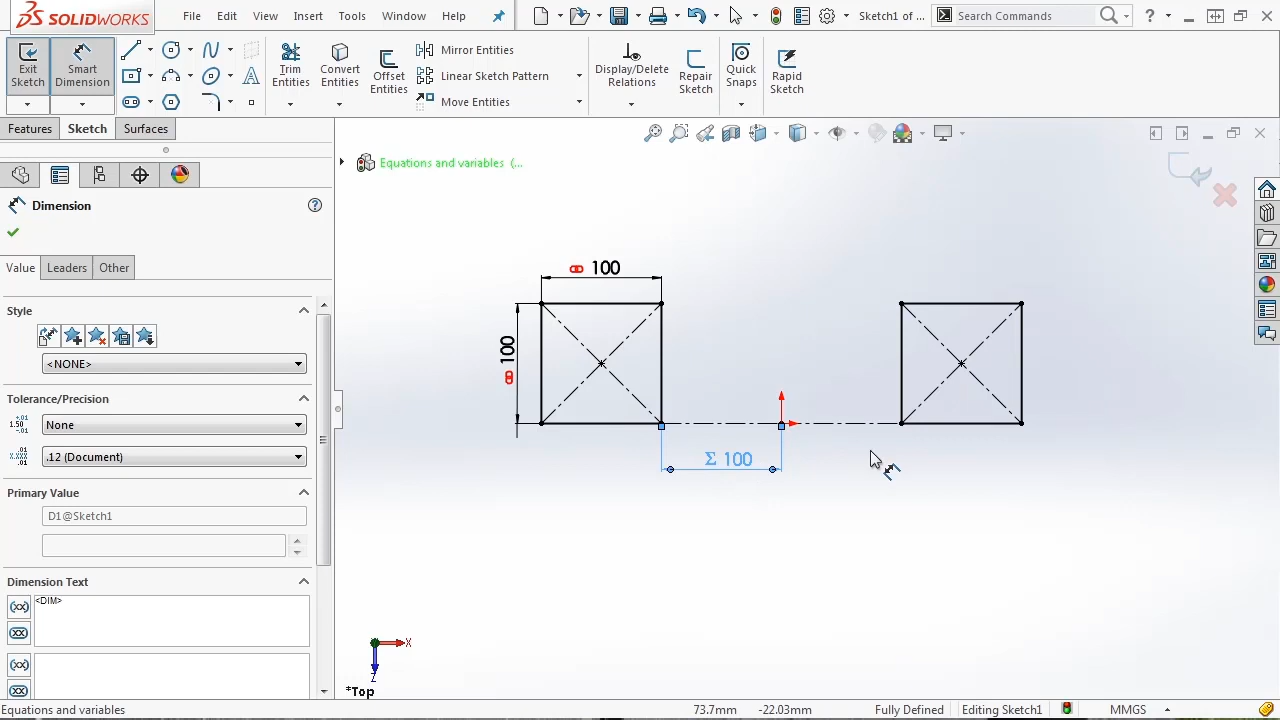 SOLIDWORKS
File Edit View Insert Tools Window Help
Sketch1 of ...
Search Commands
Exit Sketch
Smart Dimension
Trim Entities
Convert Entities
Offset Entities
Mirror Entities
Linear Sketch Pattern
Move Entities
Display/Delete Relations
Repair Sketch
Quick Snaps
Rapid Sketch
Features Sketch Surfaces
Equations and variables (...
Dimension
Value Leaders Other
Style
<NONE>
Tolerance/Precision
None
.12 (Document)
Primary Value
D1@Sketch1
Dimension Text
<DIM>
100
100
Σ 100
X
Z
*Top
Equations and variables
73.7mm -22.03mm Fully Defined Editing Sketch1 MMGS